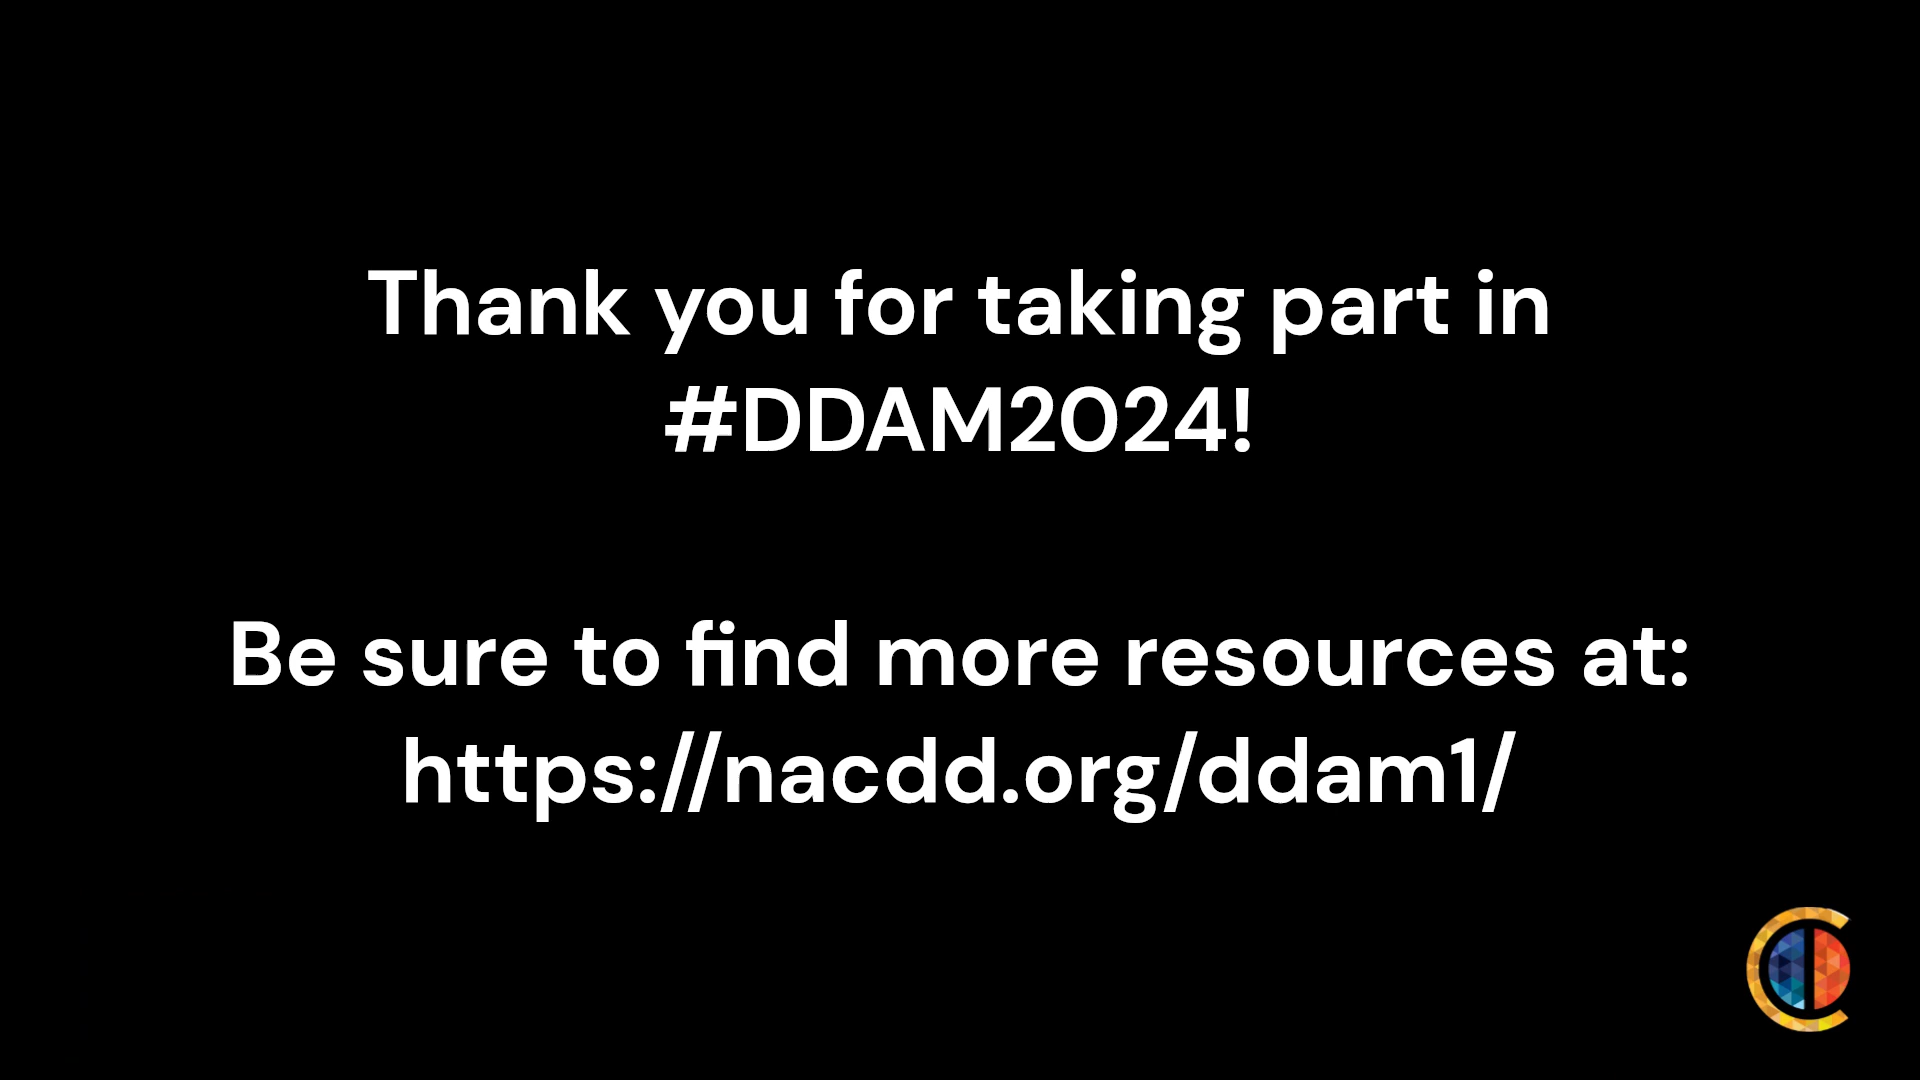 Thank you for taking part in
#DDAM2024!
Be sure to find more resources at:
https://nacdd.org/ddam1/